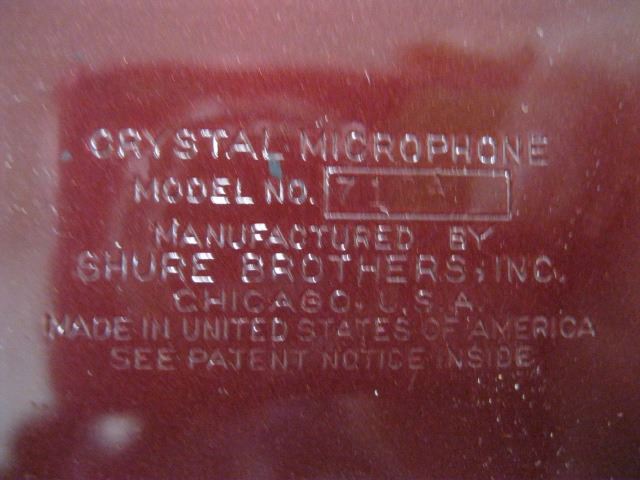 CRYSTAL MICROPHONE
MODEL NO.
MANUFACTURED BY
SHURE BROTHERS, INC.
CHICAGO, U.S.A.
MADE IN UNITED STATES OF AMERICA
SEE PATENT NOTICE INSIDE